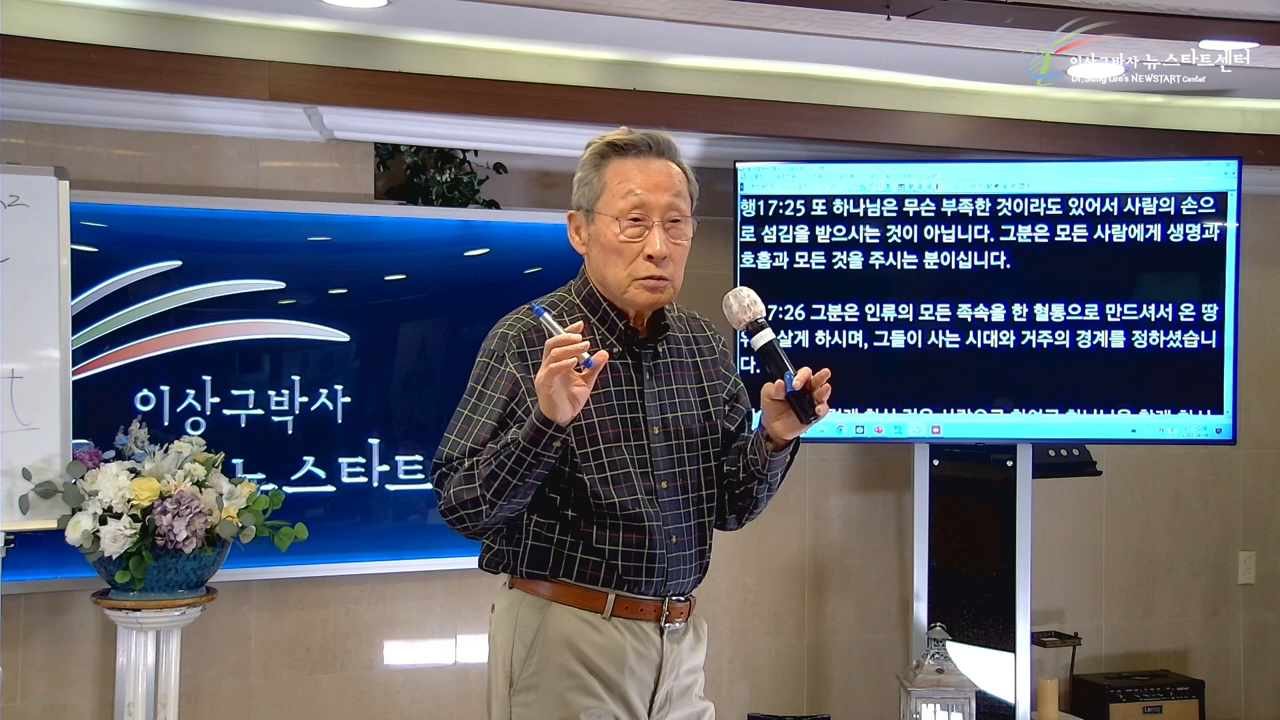 이상구박사 뉴스타트센터
Dr. Sang Lee's NEWSTART Center
행17:25 또 하나님은 무슨 부족한 것이라도 있어서 사람의 손으
로 섬김을 받으시는 것이 아닙니다. 그분은 모든 사람에게 생명과
호흡과 모든 것을 주시는 분이십니다.
17:26 그분은 인류의 모든 족속을 한 혈통으로 만드셔서 온 땅
살게 하시며, 그들이 사는 시대와 거주의 경계를 정하셨습니
다.
이상구박사
뉴스타트